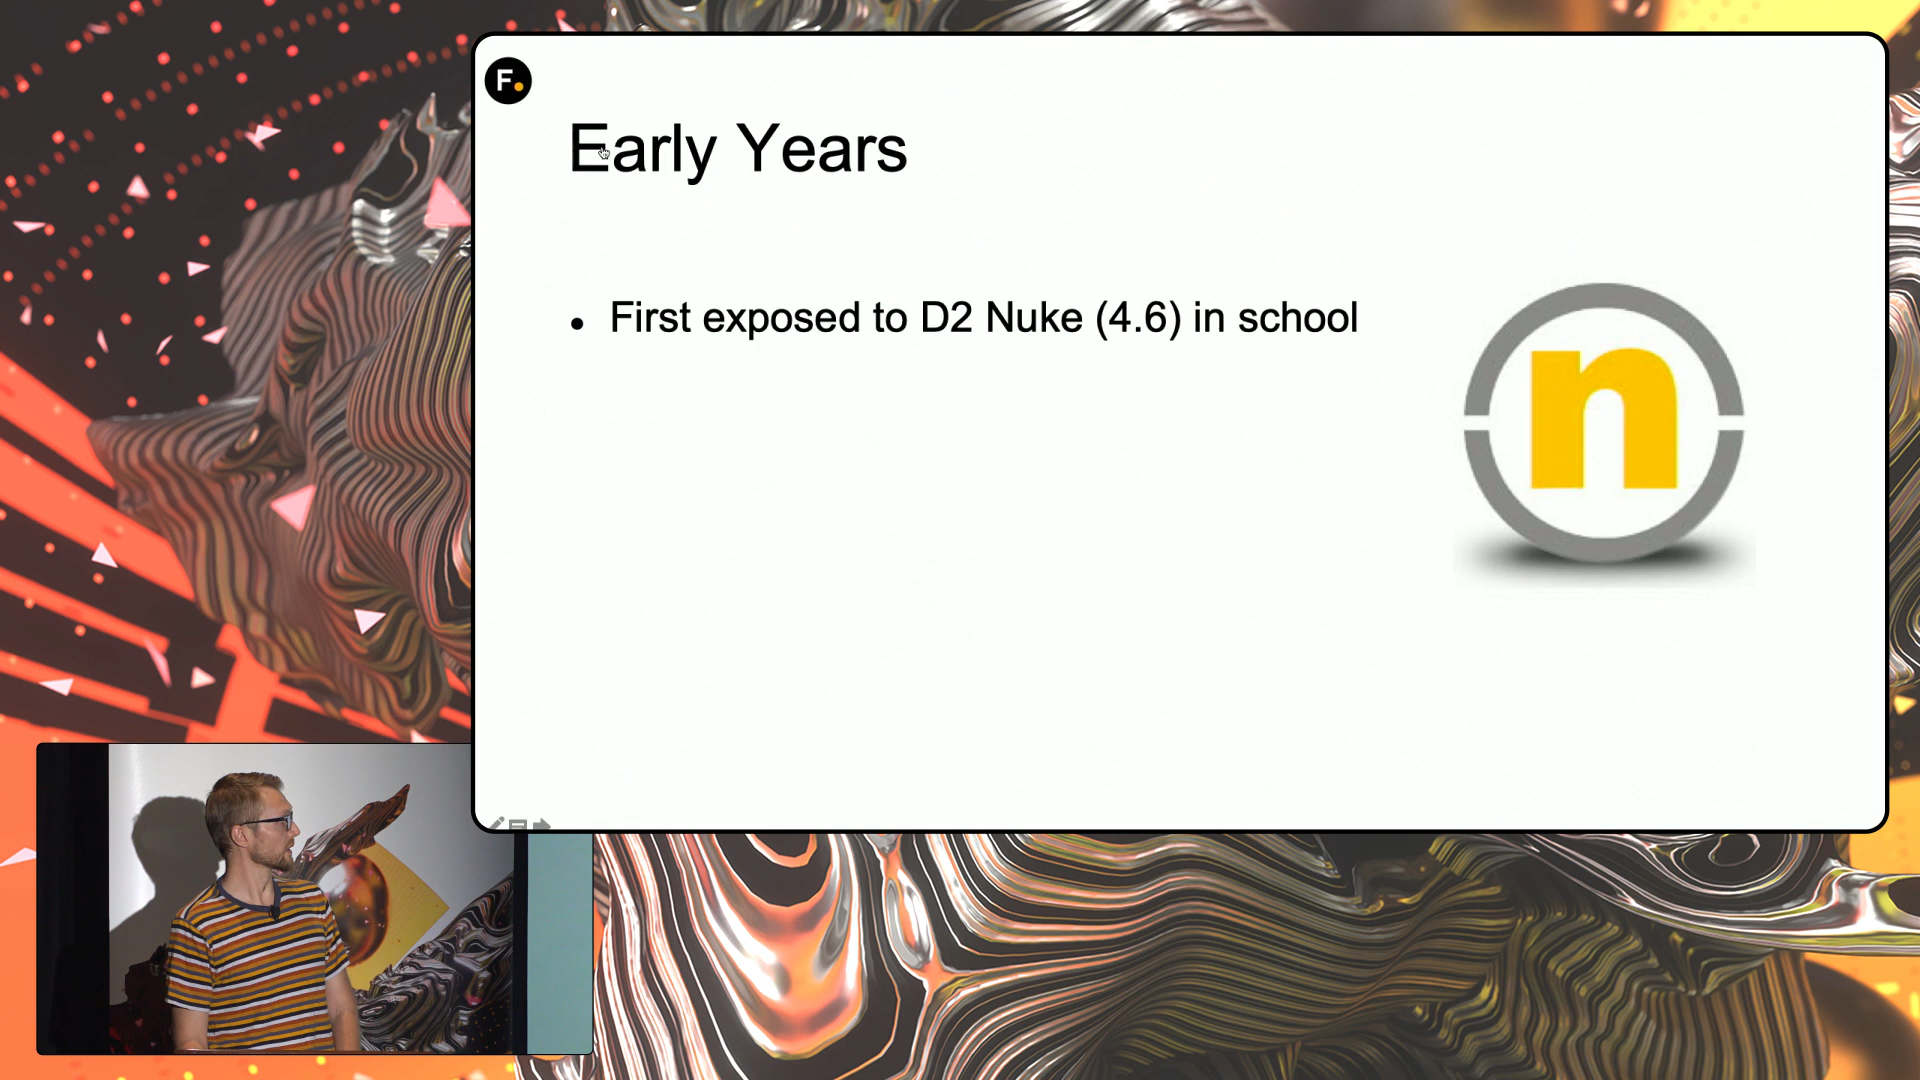 F.
Early Years
• First exposed to D2 Nuke (4.6) in school
n